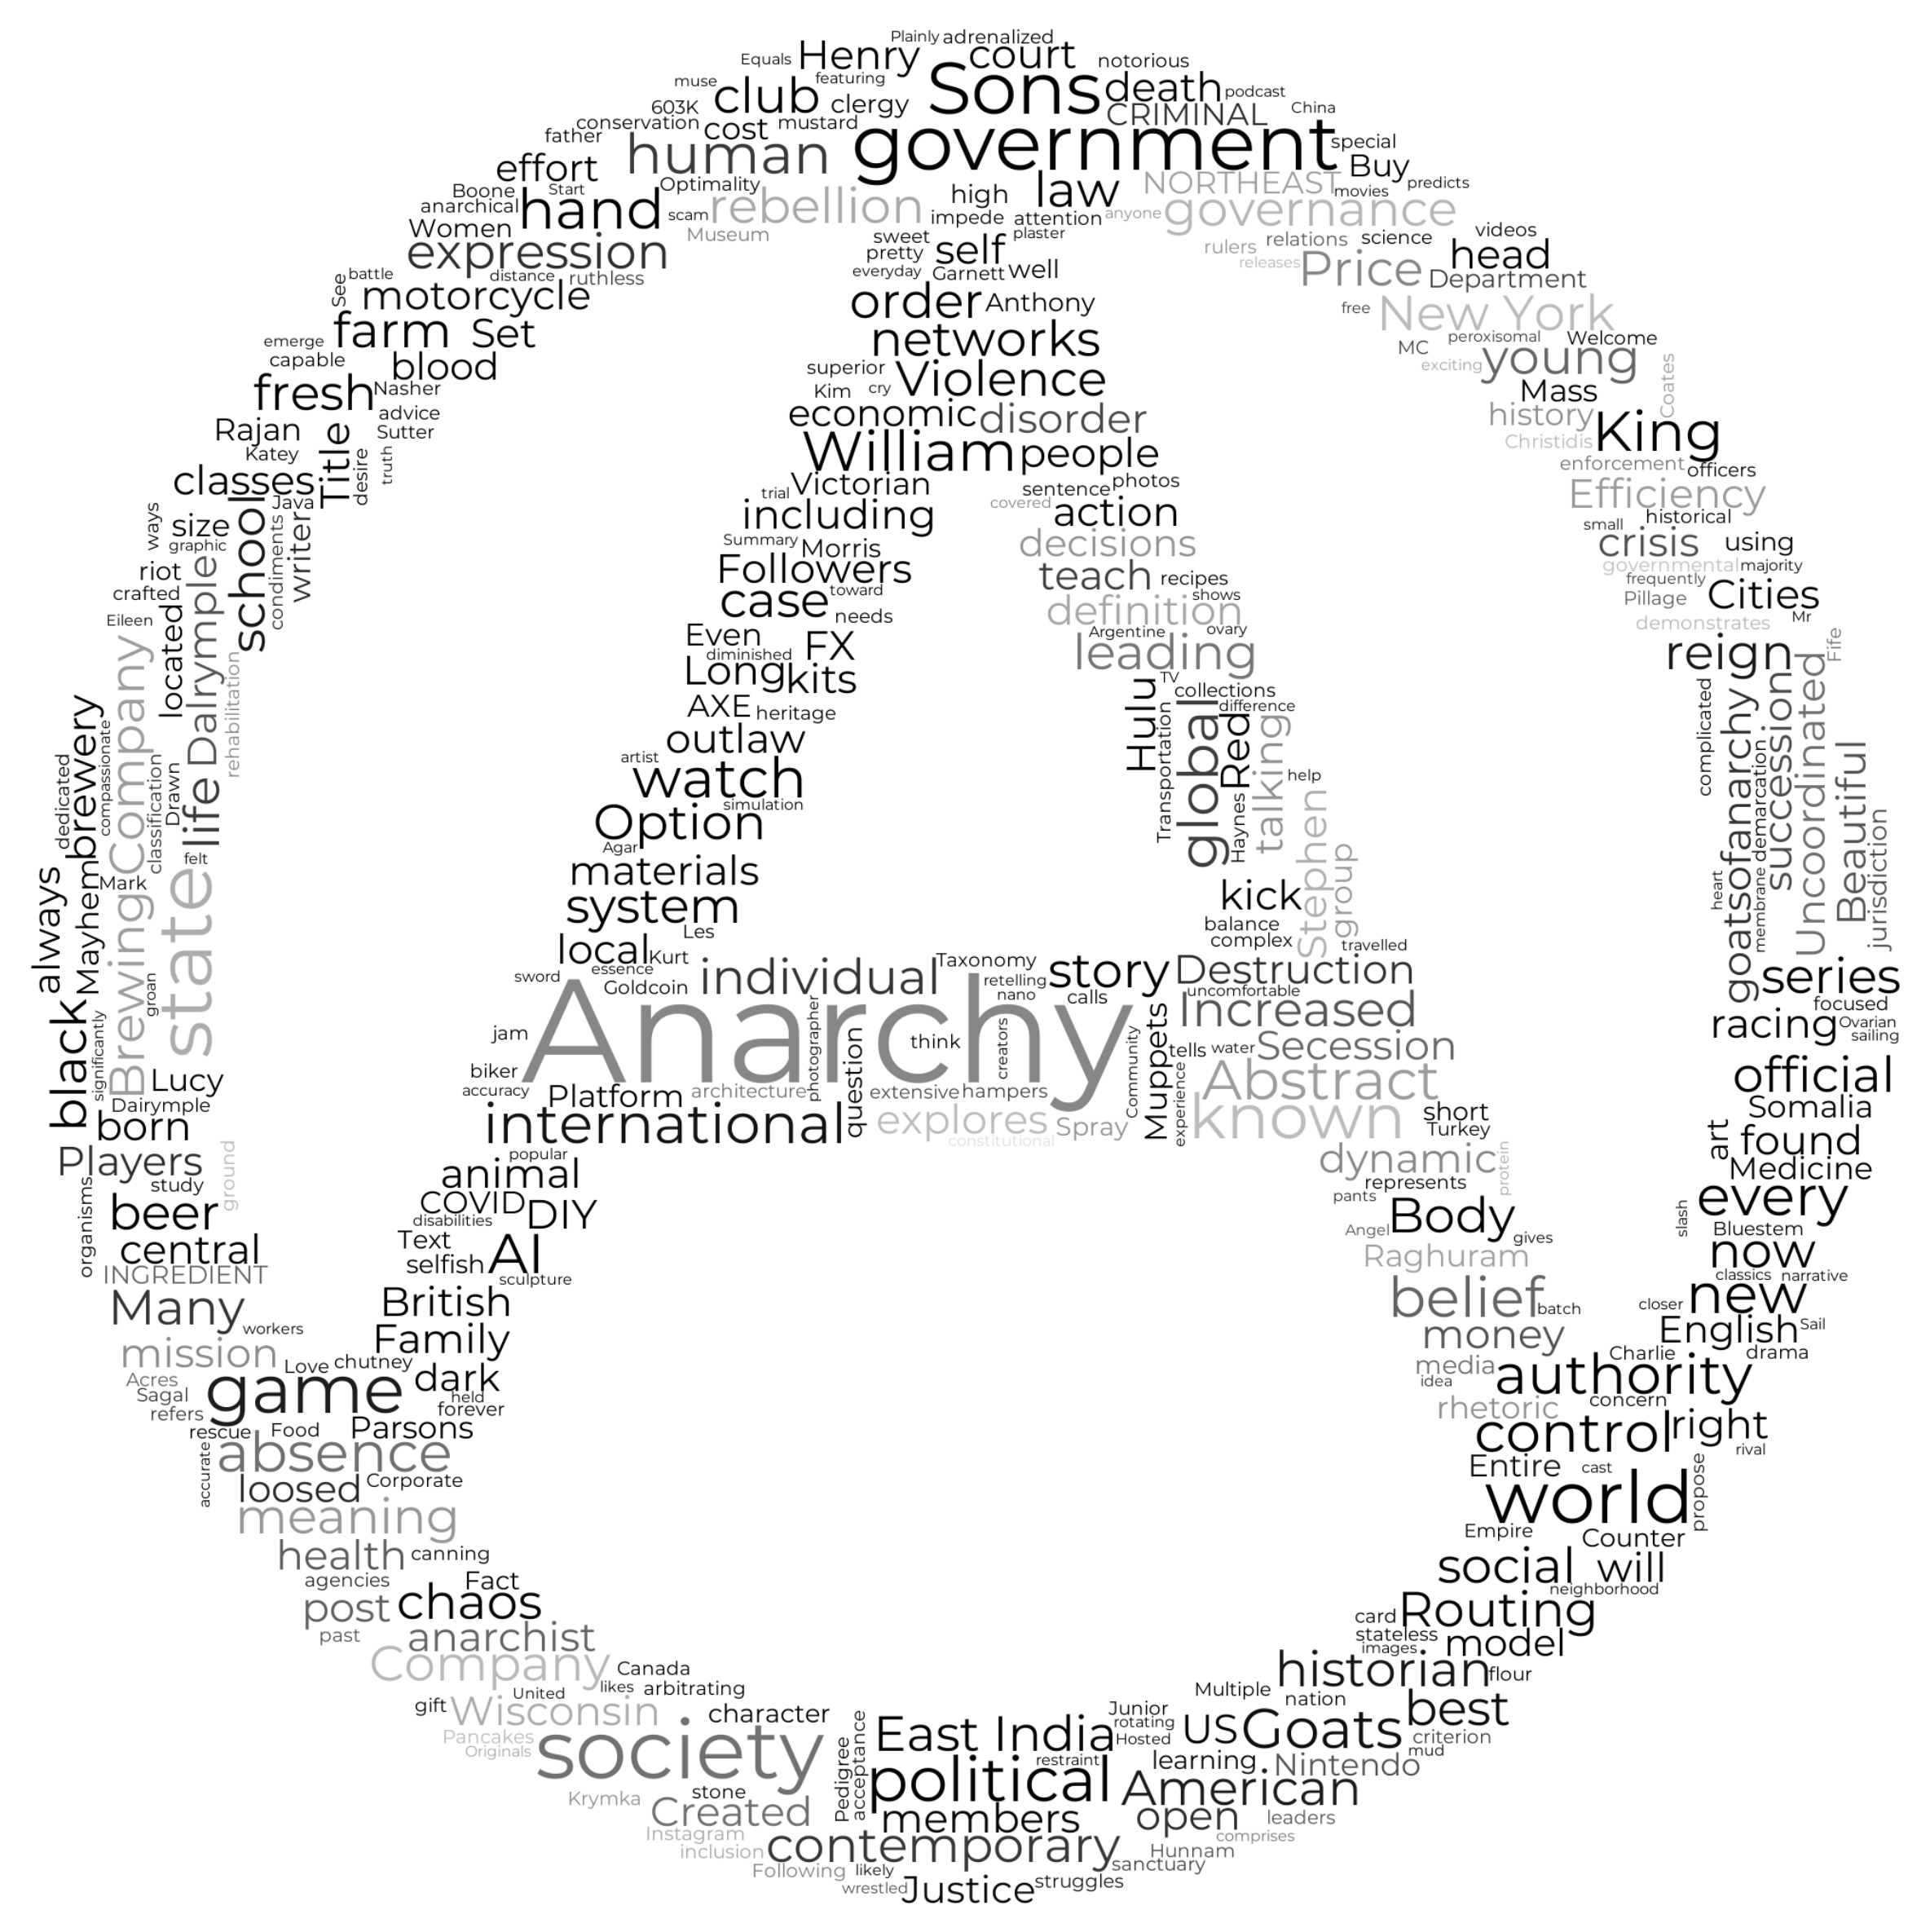 Plainly adrenalized
Equals Henry court notorious
muse featuring Sons death podcast
603K club clergy CRIMINAL China
conservation cost mustard
father human government special
effort Buy
Boone Start Optimality high law NORTHEAST movies predicts
anarchical hand scam rebellion impede attention anyone governance
Women Museum sweet self plaster videos
expression pretty rulers relations science head
battle distance ruthless everyday Garnett well releases Price Department
See motorcycle order Anthony free New York
farm Set networks peroxisomal Welcome
emerge MC
capable blood superior Violence exciting young Coates
fresh Nasher Kim cry Mass
advice economic disorder history
Rajan Sutter William people Christidis King
Katey truth enforcement officers
classes Title desire trial Victorian sentence photos Efficiency
Java covered
ways size school including action small historical
graphic condiments writer Summary Morris decisions crisis using
riot Dalrymple Followers teach recipes governmental majority
crafted case toward shows frequently
Eileen located needs definition Pillage Cities
Even FX Argentine ovary demonstrates Mr
diminished leading reign Fife
Company rehabilitation Long kits Hulu TV
AXE heritage collections complicated
brewery outlaw difference
compassionate artist global Red talking goatsofanarchy succession Uncoordinated
dedicated classification Drawn life watch Transportation help Beautiful
simulation Haynes demarcation
Option Stephen jurisdiction
felt Agar
Mayhem Mark materials group heart
always Brewing state system kick membrane
Les balance
groan local Kurt complex travelled
essence Taxonomy story Destruction series
sword Goldcoin individual retelling uncomfortable focused
black nano calls Increased racing Ovarian
significantly jam Anarchy photographer think creators Community Muppets tells water Secession sailing
biker experience
Lucy accuracy Platform architecture question extensive hampers Abstract official
Dairymple international explores Spray known short Somalia
born constitutional Turkey art found
Players popular dynamic protein Medicine
study ground animal represents
organisms beer COVID DIY pants Body slash every
disabilities Angel gives Bluestem
central Text AI Raghuram now
INGREDIENT selfish sculpture classics narrative
Many British belief batch closer new
workers Family money English Sail
mission Love chutney dark Charlie drama
Acres game held media authority
Sagal idea
refers forever rhetoric concern
rescue Food Parsons control right
accurate absence rival
loosed Corporate Entire cast propose
meaning world
Empire Counter
health canning social will
agencies Fact neighborhood
post chaos card Routing
past anarchist stateless model
Company Canada images historian flour
United likes arbitrating Multiple nation
gift Wisconsin character Junior best
Pancakes society Pedigree acceptance East India rotating US Goats criterion
Originals Hosted mud
restraint learning Nintendo
Krymka stone political American
Created members open leaders
Instagram comprises
inclusion contemporary Hunnam
Following likely sanctuary
wrestled Justice struggles